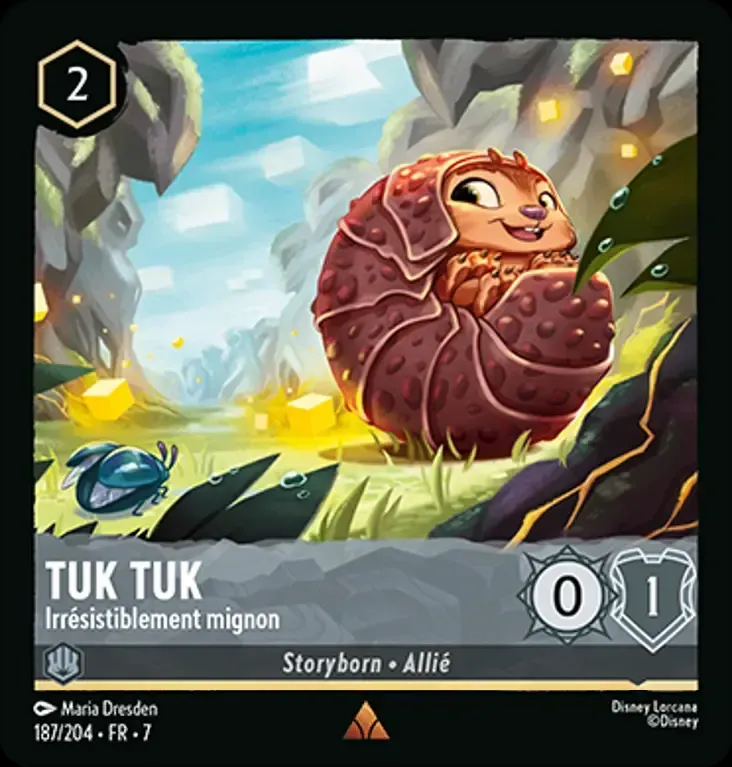 2
TUK TUK
Irrésistiblement mignon
0
1
Storyborn • Allié
Maria Dresden
187/204 • FR • 7
Disney Lorcana
©Disney